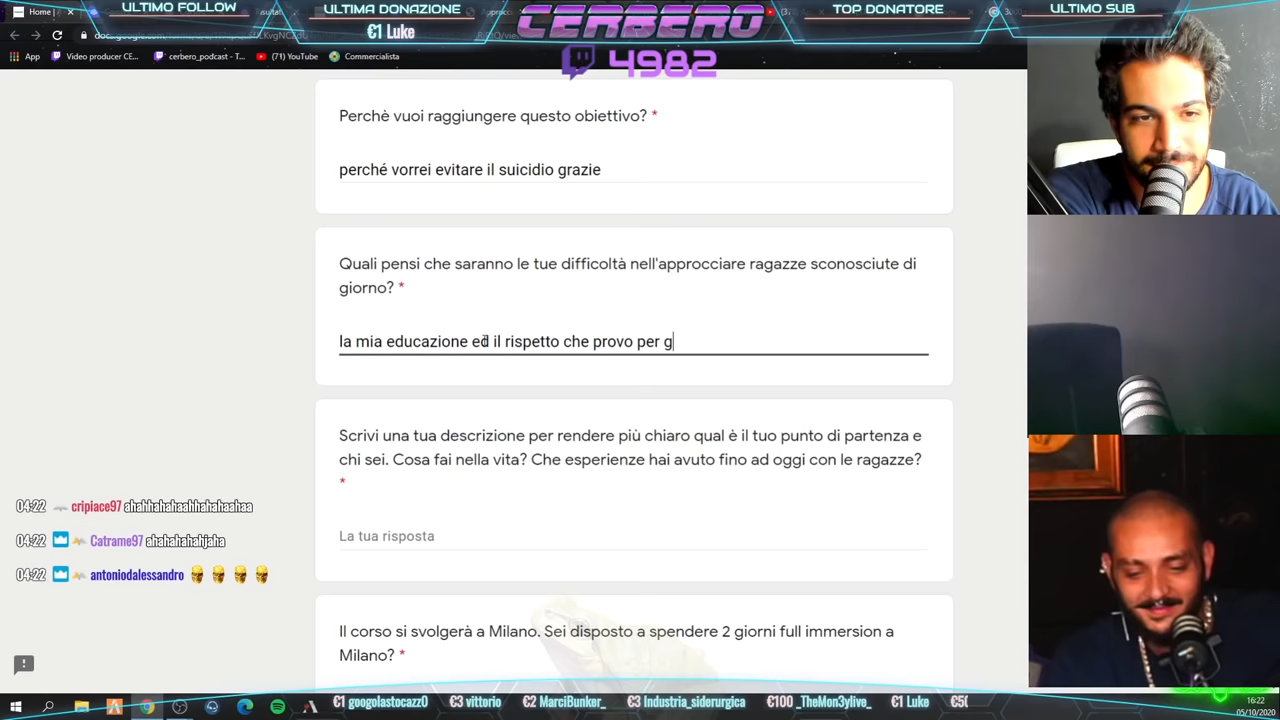 ULTIMO FOLLOW
ULTIMA DONAZIONE
€1 Luke
CERBERO
4982
TOP DONATORE
ULTIMO SUB
Home
App
Video producer CE...
cerbero_podcast - T...
(71) YouTube
Commercialista
Perchè vuoi raggiungere questo obiettivo? *
perché vorrei evitare il suicidio grazie
Quali pensi che saranno le tue difficoltà nell'approcciare ragazze sconosciute di
giorno? *
la mia educazione ed il rispetto che provo per g
Scrivi una tua descrizione per rendere più chiaro qual è il tuo punto di partenza e
chi sei. Cosa fai nella vita? Che esperienze hai avuto fino ad oggi con le ragazze?
*
La tua risposta
Il corso si svolgerà a Milano. Sei disposto a spendere 2 giorni full immersion a
Milano? *
04:22 cripiace97 ahahhahahaahhahahaahaa
04:22 Catrame97 ahahahahahjaha
04:22 antoniodalessandro
€1 googolastocazz0 €3 vittorio €2 MarciBunker_ €3 Industria_siderurgica €100 _TheMon3ylive_ €1 Luke €50
16:22
05/10/2020